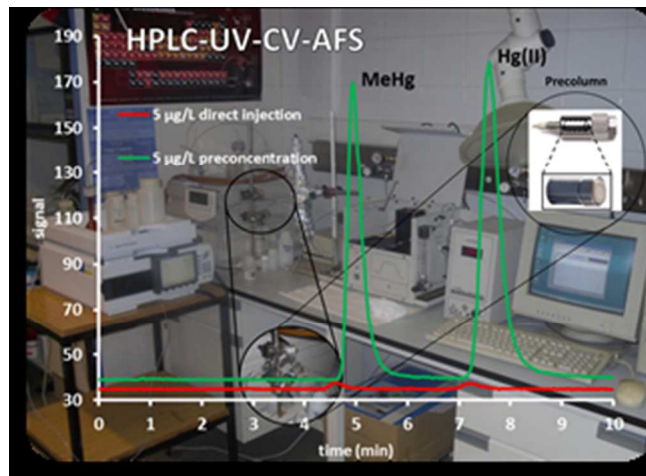 HPLC-UV-CV-AFS
190
170
150
130
110
90
70
50
30
signal
MeHg
Hg(II)
Precolumn
5 µg/L direct injection
5 µg/L preconcentration
0 1 2 3 4 5 6 7 8 9 10
time (min)